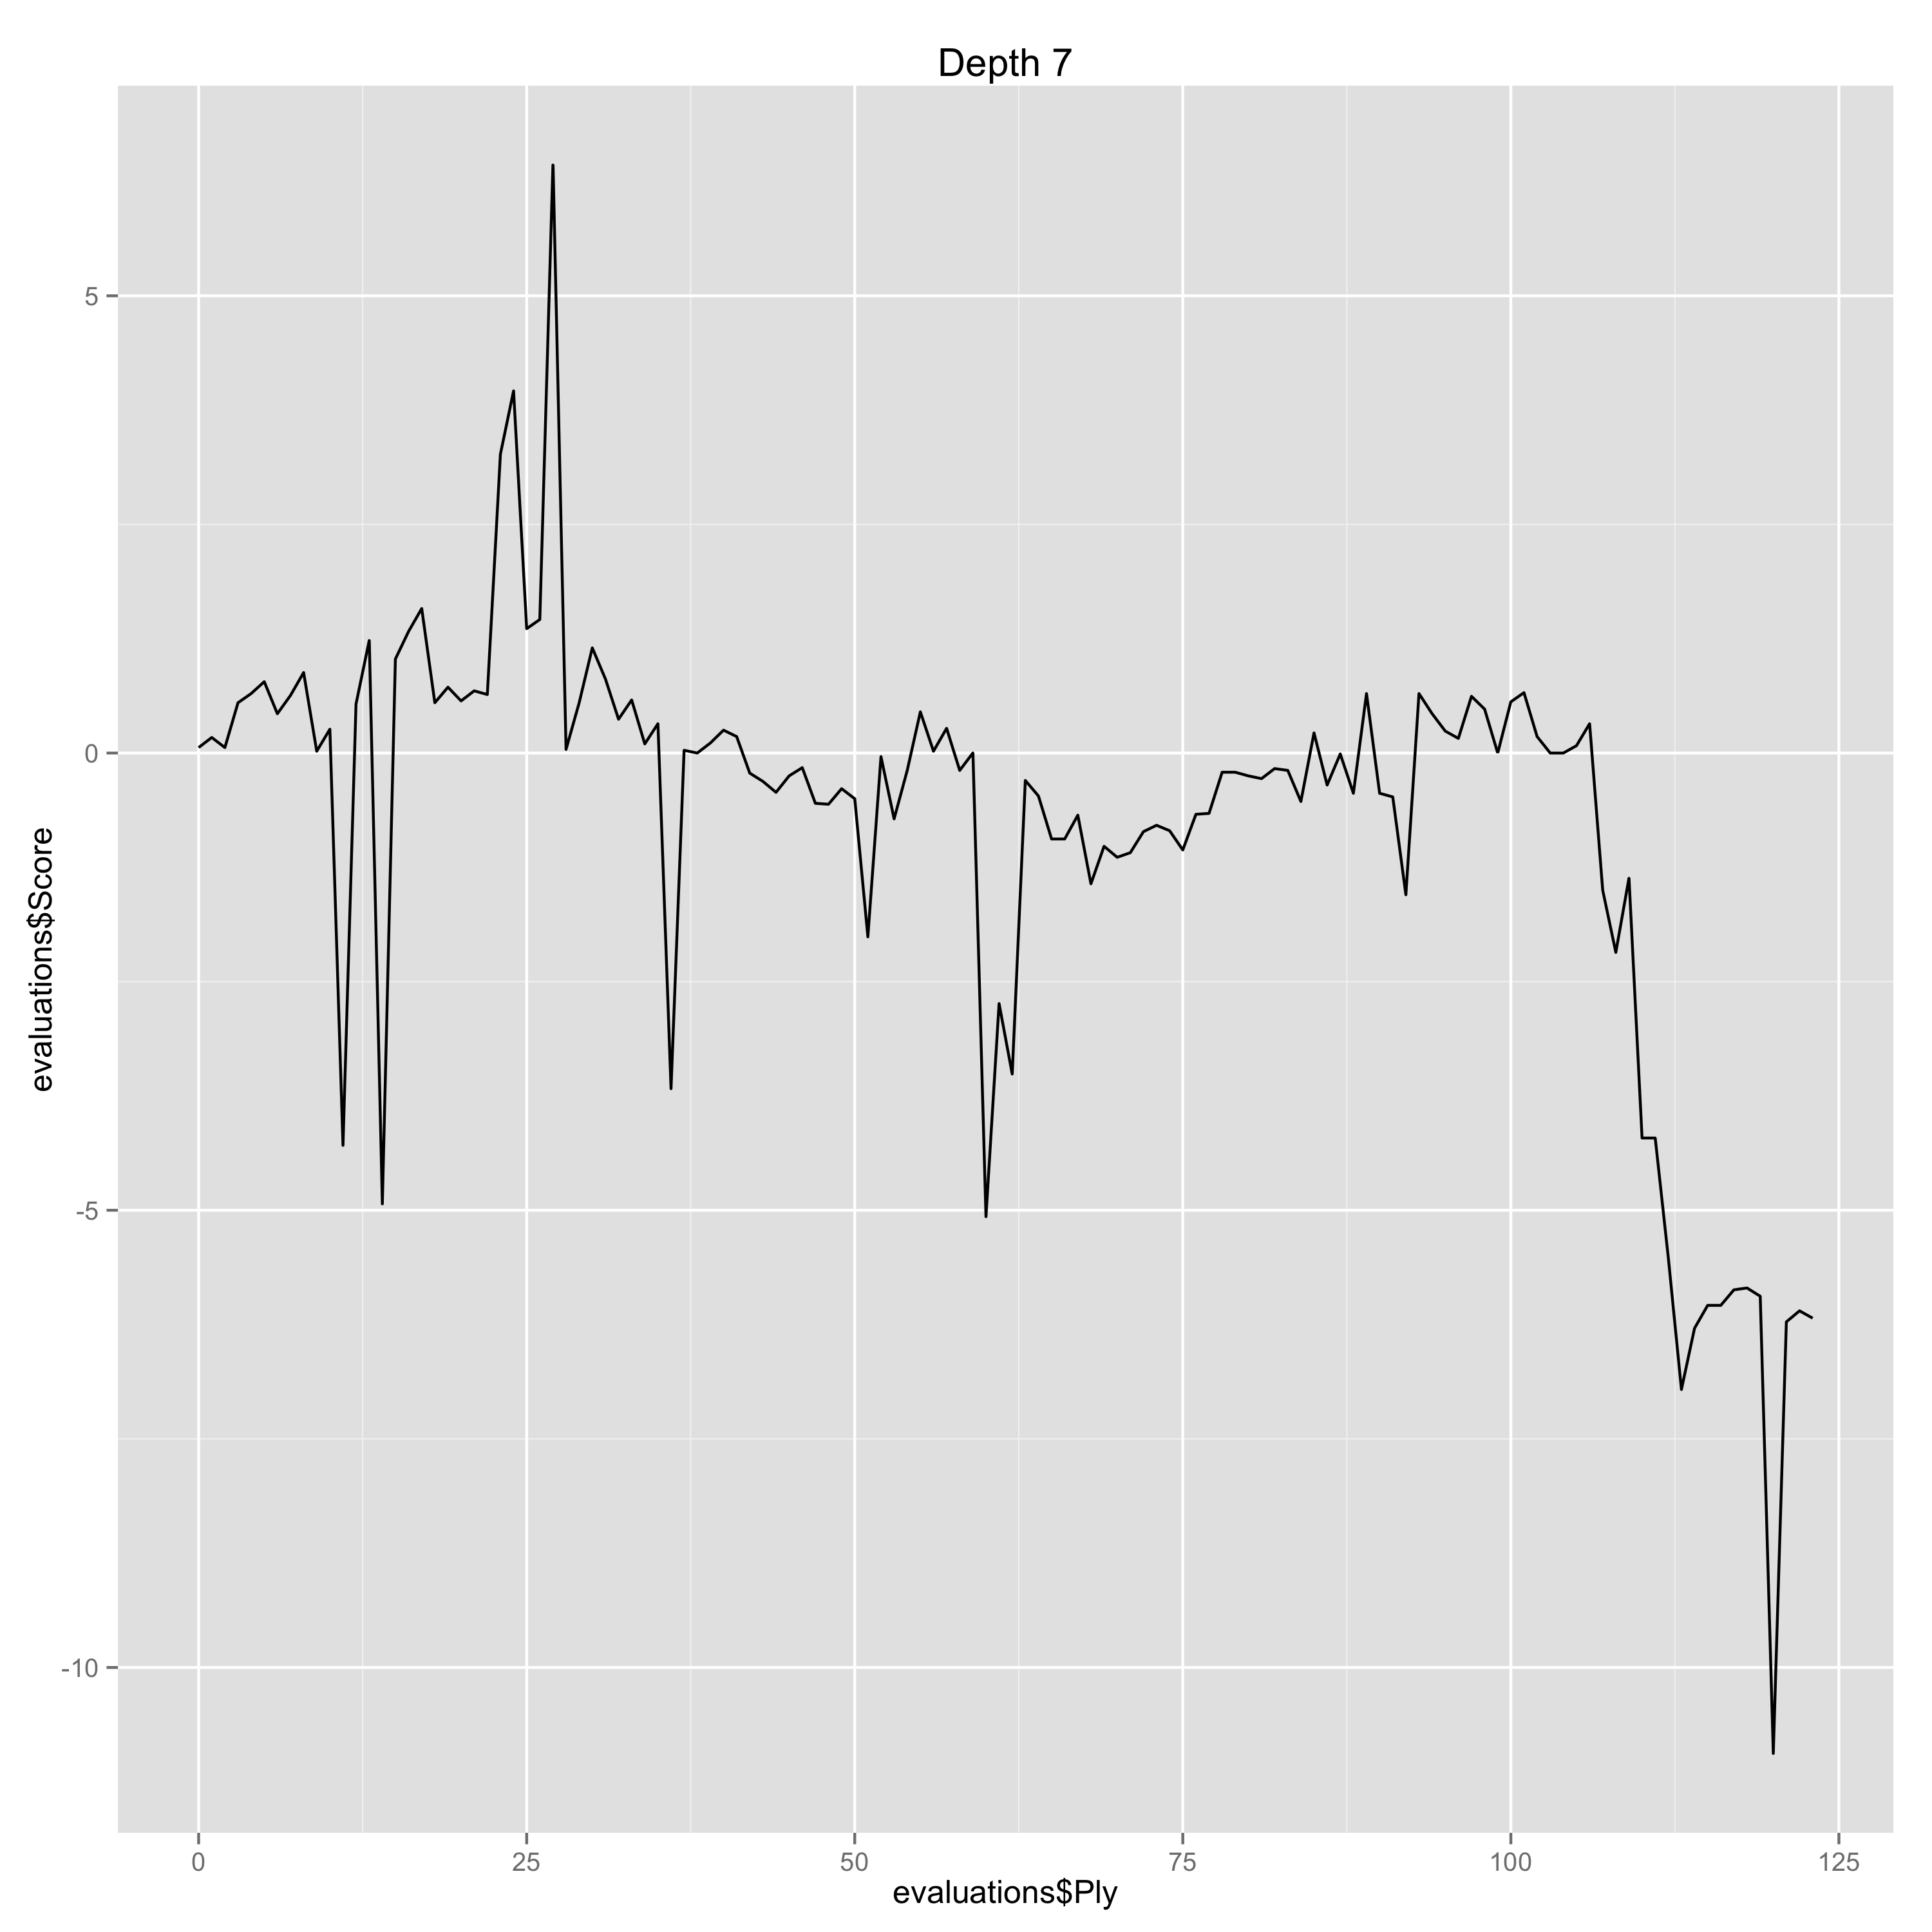 Depth 7
evaluations$Score
5
0
-5
-10
0 25 50 75 100 125
evaluations$Ply